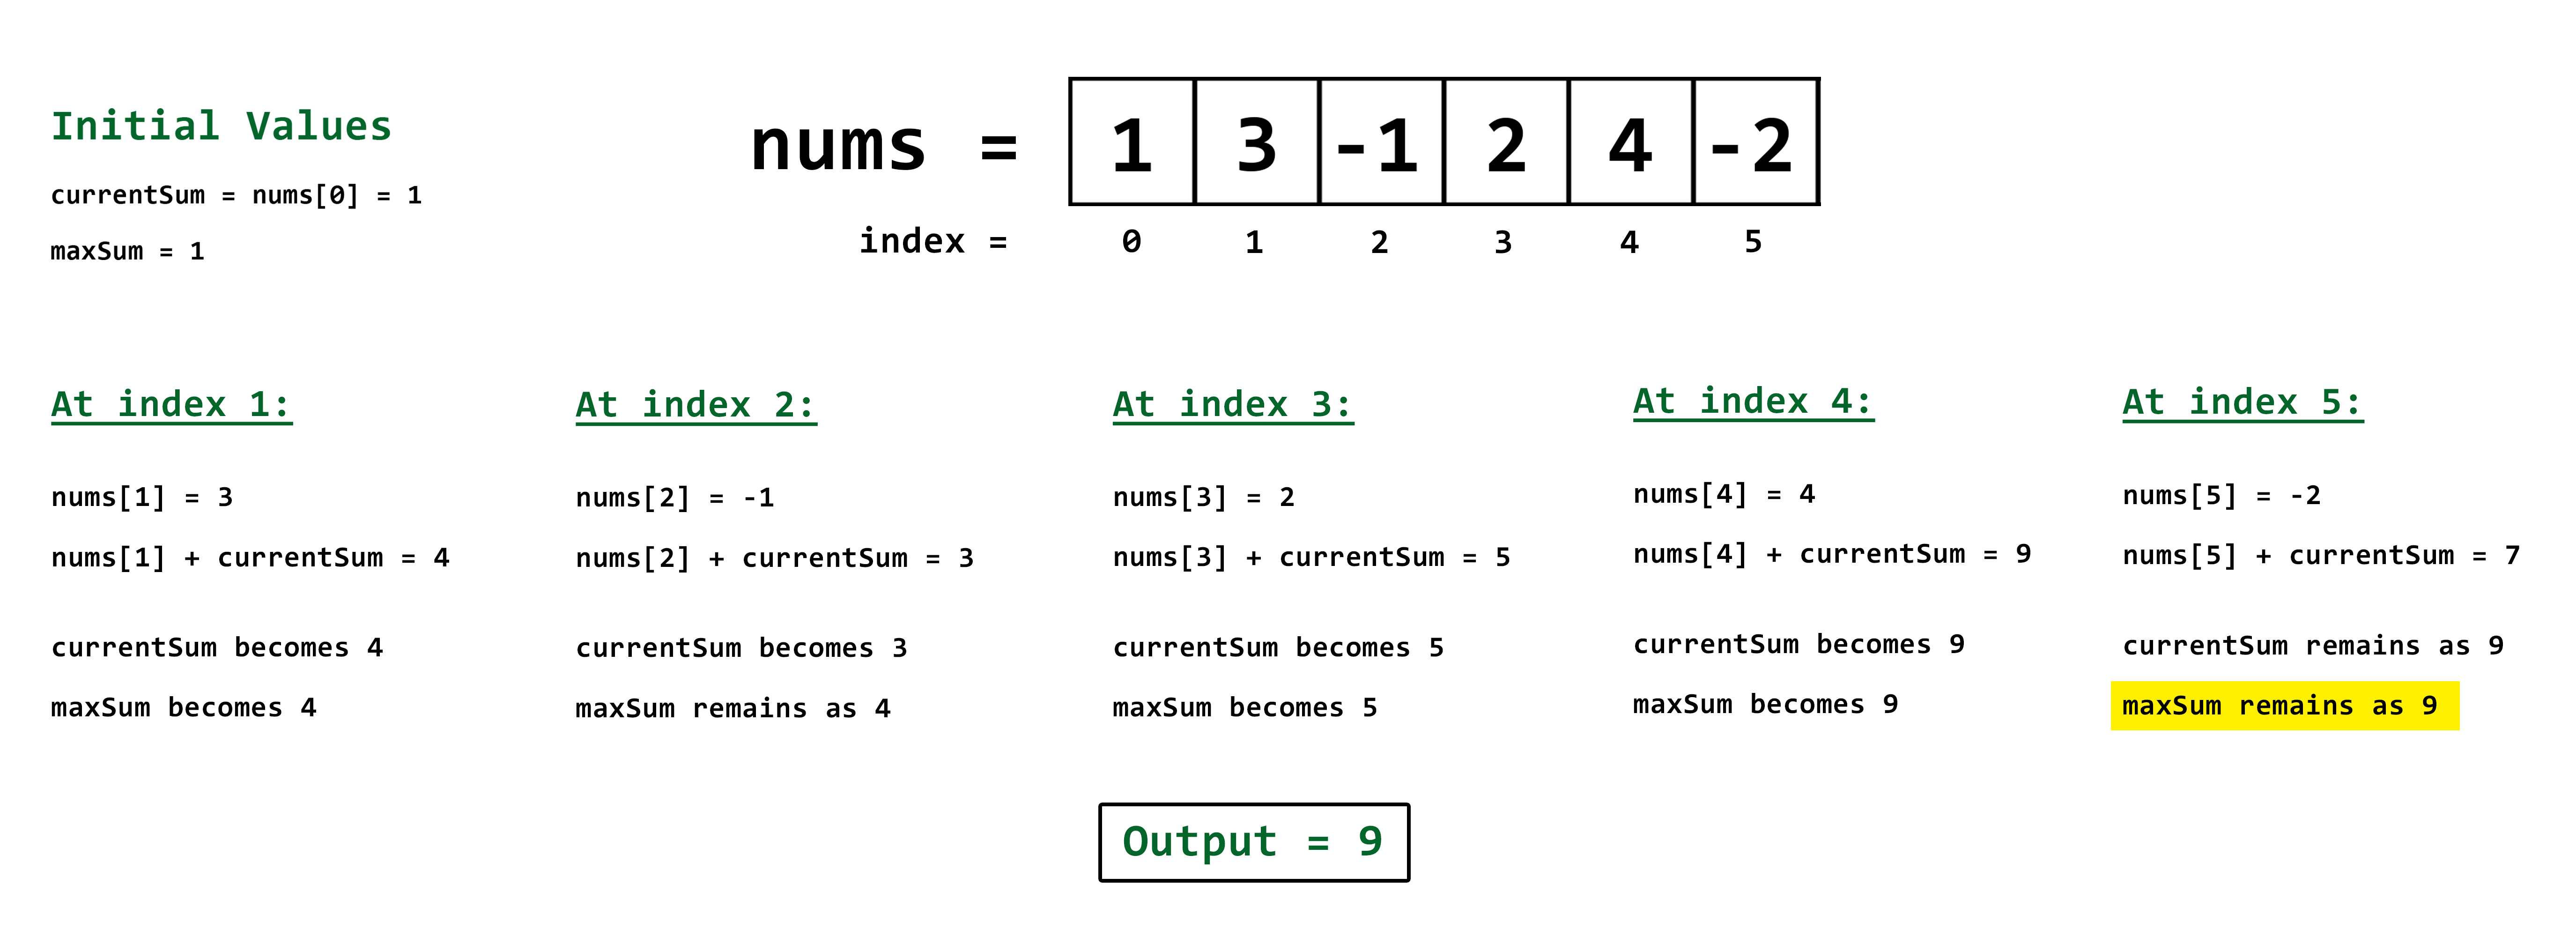 Initial Values
currentSum = nums[0] = 1
maxSum = 1
nums = 1 3 -1 2 4 -2
index = 0 1 2 3 4 5
At index 1:
nums[1] = 3
nums[1] + currentSum = 4
currentSum becomes 4
maxSum becomes 4
At index 2:
nums[2] = -1
nums[2] + currentSum = 3
currentSum becomes 3
maxSum remains as 4
At index 3:
nums[3] = 2
nums[3] + currentSum = 5
currentSum becomes 5
maxSum becomes 5
At index 4:
nums[4] = 4
nums[4] + currentSum = 9
currentSum becomes 9
maxSum becomes 9
At index 5:
nums[5] = -2
nums[5] + currentSum = 7
currentSum remains as 9
maxSum remains as 9
Output = 9